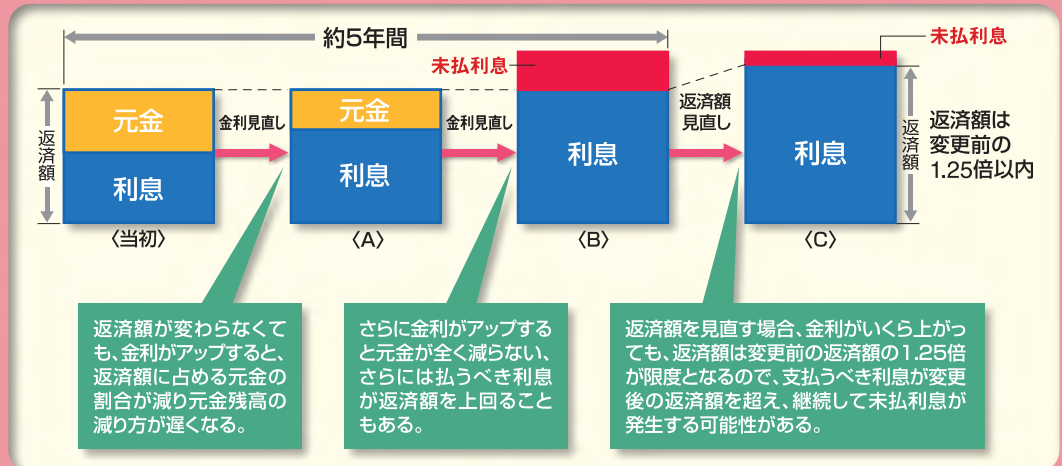 約5年間
未払利息
未払利息
返済額
元金
利息
〈当初〉
金利見直し
元金
利息
〈A〉
金利見直し
利息
〈B〉
返済額
見直し
利息
〈C〉
返済額
返済額は
変更前の
1.25倍以内
返済額が変わらなくて
も、金利がアップすると、
返済額に占める元金の
割合が減り元金残高の
減り方が遅くなる。
さらに金利がアップする
と元金が全く減らない、
さらには払うべき利息
が返済額を上回ること
もある。
返済額を見直す場合、金利がいくら上がっ
ても、返済額は変更前の返済額の1.25倍
が限度となるので、支払うべき利息が変更
後の返済額を超え、継続して未払利息が
発生する可能性がある。